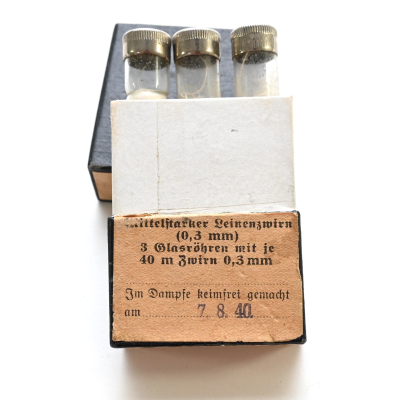 Mittelstarker Leinenzwirn
(0,3 mm)
3 Glasröhren mit je
40 m Zwirn 0,3 mm
Im Dampfe keimfrei gemacht
am 7. 8. 40.